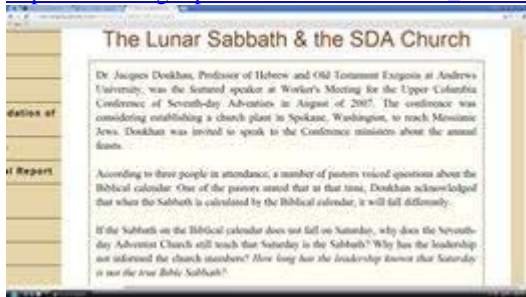 The Lunar Sabbath & the SDA Church
Dr. Jacques Doukhan, Professor of Hebrew and Old Testament Exegesis at Andrews
University, was the featured speaker at Worker's Meeting for the Upper Columbia
Conference of Seventh-day Adventists in August of 2007. The conference was
considering establishing a church plant in Spokane, Washington, to reach Messianic
Jews. Doukhan was invited to speak to the Conference ministers about the annual
feasts.
dation of
According to three people in attendance, a number of pastors voiced questions about the
al Report
Biblical calendar. One of the pastors stated that at that time, Doukhan acknowledged
that when the Sabbath is calculated by the Biblical calendar, it will fall differently.
If the Sabbath on the Biblical calendar does not fall on Saturday, why does the Seventh-
day Adventist Church still teach that Saturday is the Sabbath? Why has the leadership
not informed the church members? How long has the leadership known that Saturday
is not the true Bible Sabbath?